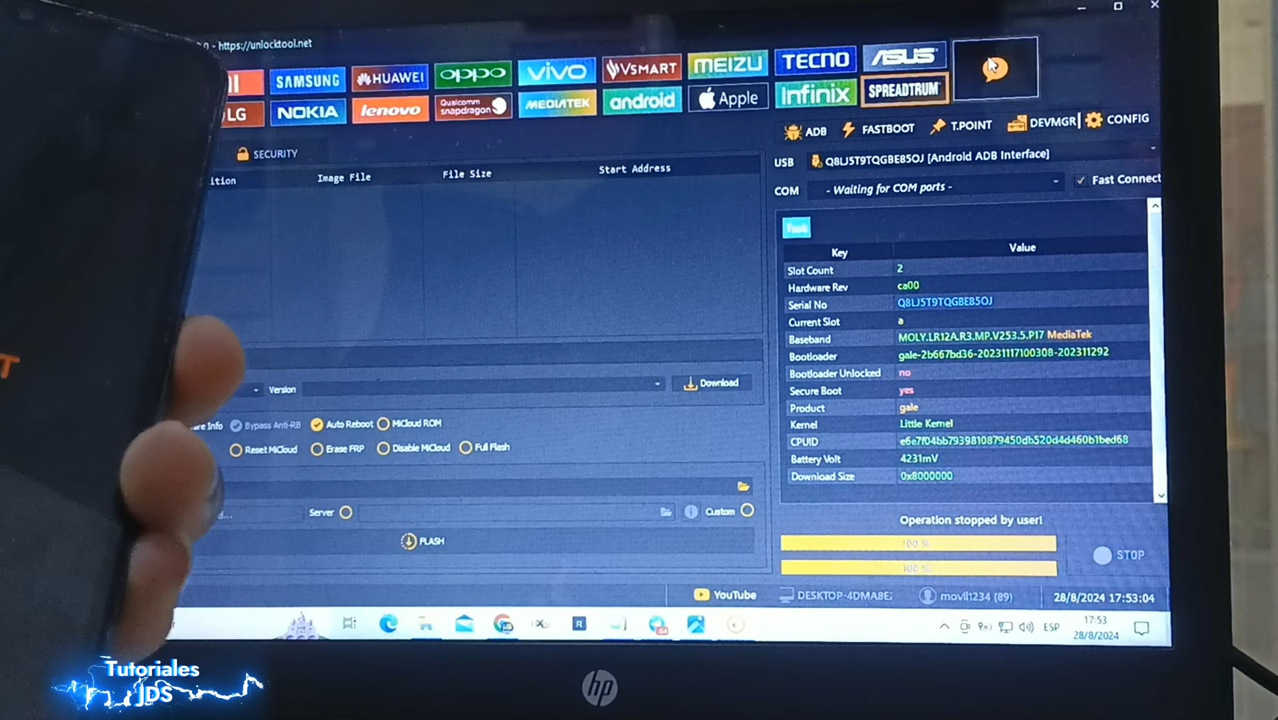 - https://unlocktool.net
SAMSUNG
HUAWEI
OPPO
VIVO
VSMART
MEIZU
TECNO
ASUS
LG
NOKIA
lenovo
Qualcomm
snapdragon
MEDIATEK
android
Apple
Infinix
SPREADTRUM
ADB
FASTBOOT
T.POINT
DEVMGR
CONFIG
SECURITY
ition
Image File
File Size
Start Address
USB
Q8LJ5T9TQGBE85OJ [Android ADB Interface]
COM
- Waiting for COM ports -
Fast Connect
Key
Value
Slot Count
2
Hardware Rev
ca00
Serial No
Q8LJ5T9TQGBE85OJ
Current Slot
a
Baseband
MOLY.LR12A.R3.MP.V253.5.P17 MediaTek
Bootloader
gale-2b667bd36-20231117100308-202311292
Bootloader Unlocked
no
Secure Boot
yes
Product
gale
Kernel
Little Kernel
CPUID
e6e7f04bb7939810879450db520d4d460b1bed68
Battery Volt
4231mV
Download Size
0x8000000
Version
Download
are Info
Bypass Anti-RB
Auto Reboot
MiCloud ROM
Reset MiCloud
Erase FRP
Disable MiCloud
Full Flash
Server
Custom
FLASH
Operation stopped by user!
100 %
100 %
STOP
YouTube
movil1234 (89)
28/8/2024 17:53:04
ESP
17:53
28/8/2024
hp
T
Tutoriales
JDS